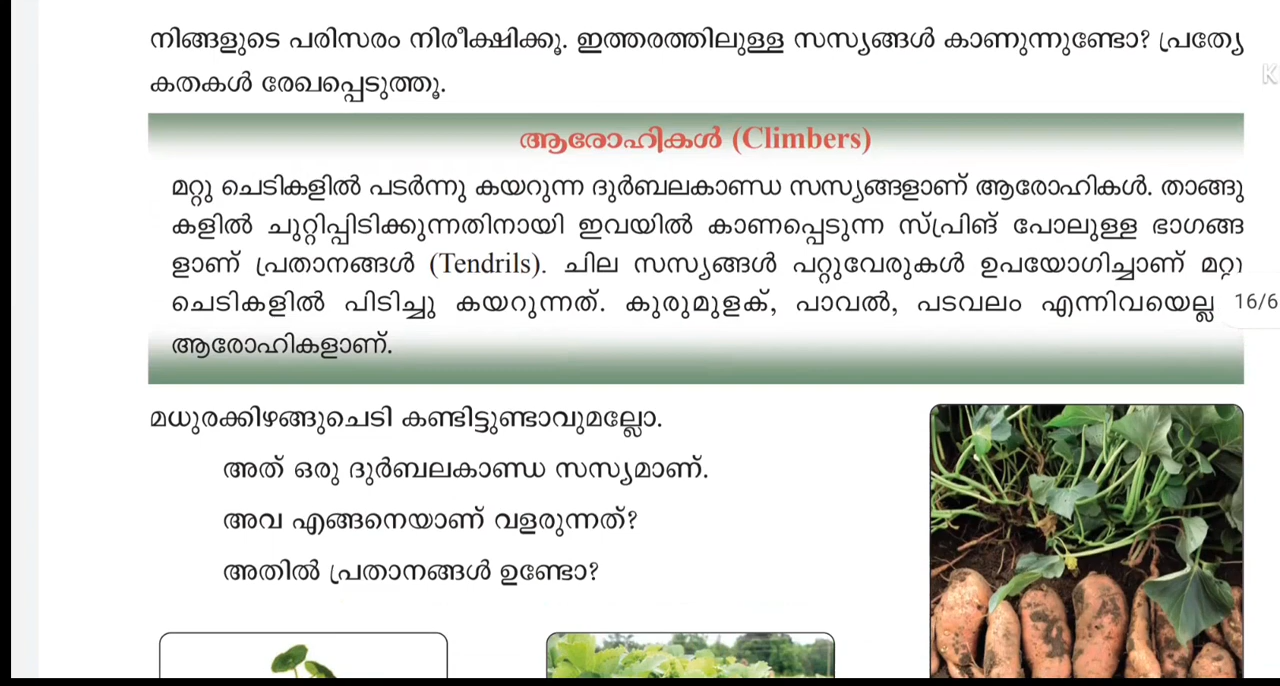 നിങ്ങളുടെ പരിസരം നിരീക്ഷിക്കൂ. ഇത്തരത്തിലുള്ള സസ്യങ്ങൾ കാണുന്നുണ്ടോ? പ്രത്യേ
കതകൾ രേഖപ്പെടുത്തൂ.
K
ആരോഹികൾ (Climbers)
മറ്റു ചെടികളിൽ പടർന്നു കയറുന്ന ദുർബലകാണ്ഡ സസ്യങ്ങളാണ് ആരോഹികൾ. താങ്ങു
കളിൽ ചുറ്റിപ്പിടിക്കുന്നതിനായി ഇവയിൽ കാണപ്പെടുന്ന സ്പ്രിങ് പോലുള്ള ഭാഗങ്ങ
ളാണ് പ്രതാനങ്ങൾ (Tendrils). ചില സസ്യങ്ങൾ പറ്റുവേരുകൾ ഉപയോഗിച്ചാണ് മറ്റു
ചെടികളിൽ പിടിച്ചു കയറുന്നത്. കുരുമുളക്, പാവൽ, പടവലം എന്നിവയെല്ല
16/6
ആരോഹികളാണ്.
മധുരക്കിഴങ്ങുചെടി കണ്ടിട്ടുണ്ടാവുമല്ലോ.
അത് ഒരു ദുർബലകാണ്ഡ സസ്യമാണ്.
അവ എങ്ങനെയാണ് വളരുന്നത്?
അതിൽ പ്രതാനങ്ങൾ ഉണ്ടോ?